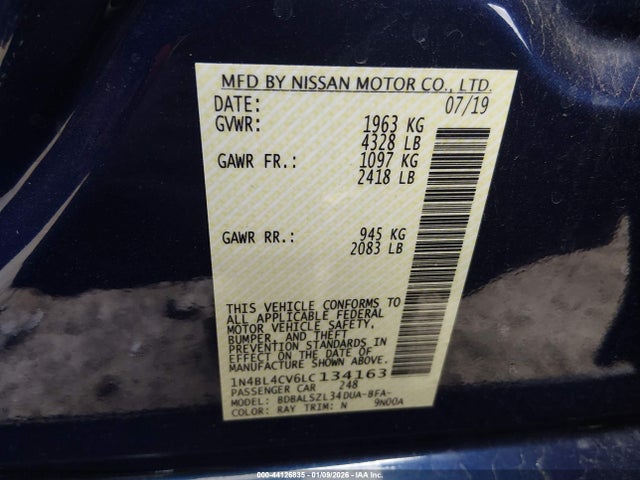 MFD BY NISSAN MOTOR CO., LTD.
DATE: 07/19
GVWR: 1963 KG
4328 LB
GAWR FR.: 1097 KG
2418 LB
GAWR RR.: 945 KG
2083 LB
THIS VEHICLE CONFORMS TO
ALL APPLICABLE FEDERAL
MOTOR VEHICLE SAFETY,
BUMPER, AND THEFT
PREVENTION STANDARDS IN
EFFECT ON THE DATE OF
MANUFACTURE SHOWN ABOVE.
1N4BL4CV6LC134163
PASSENGER CAR 248
MODEL: BDBALSZL34DUA-BFA-
COLOR: RAY TRIM: N 9N00A
000-44126835 - 01/09/2026 - IAA Inc.